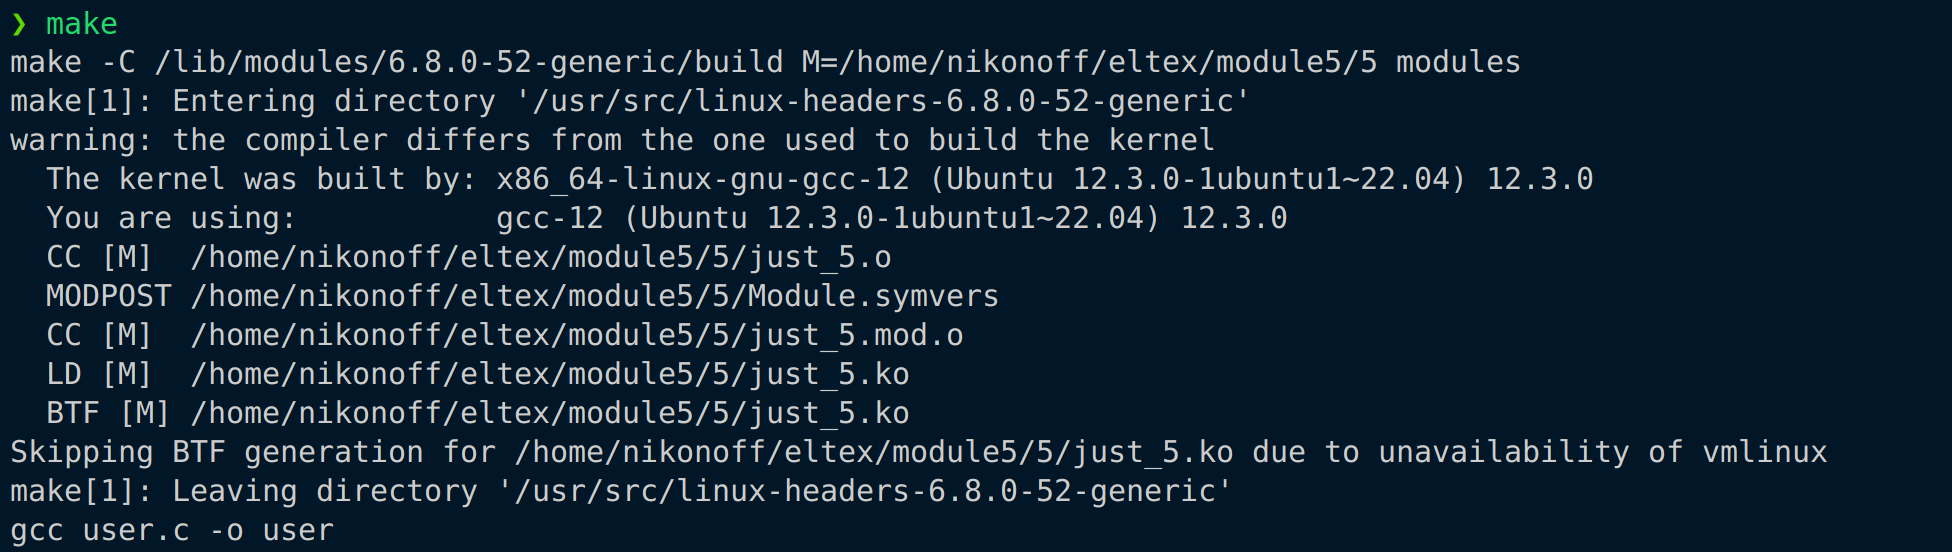 ❯ make
make -C /lib/modules/6.8.0-52-generic/build M=/home/nikonoff/eltex/module5/5 modules
make[1]: Entering directory '/usr/src/linux-headers-6.8.0-52-generic'
warning: the compiler differs from the one used to build the kernel
  The kernel was built by: x86_64-linux-gnu-gcc-12 (Ubuntu 12.3.0-1ubuntu1~22.04) 12.3.0
  You are using:           gcc-12 (Ubuntu 12.3.0-1ubuntu1~22.04) 12.3.0
  CC [M]  /home/nikonoff/eltex/module5/5/just_5.o
  MODPOST /home/nikonoff/eltex/module5/5/Module.symvers
  CC [M]  /home/nikonoff/eltex/module5/5/just_5.mod.o
  LD [M]  /home/nikonoff/eltex/module5/5/just_5.ko
  BTF [M] /home/nikonoff/eltex/module5/5/just_5.ko
Skipping BTF generation for /home/nikonoff/eltex/module5/5/just_5.ko due to unavailability of vmlinux
make[1]: Leaving directory '/usr/src/linux-headers-6.8.0-52-generic'
gcc user.c -o user